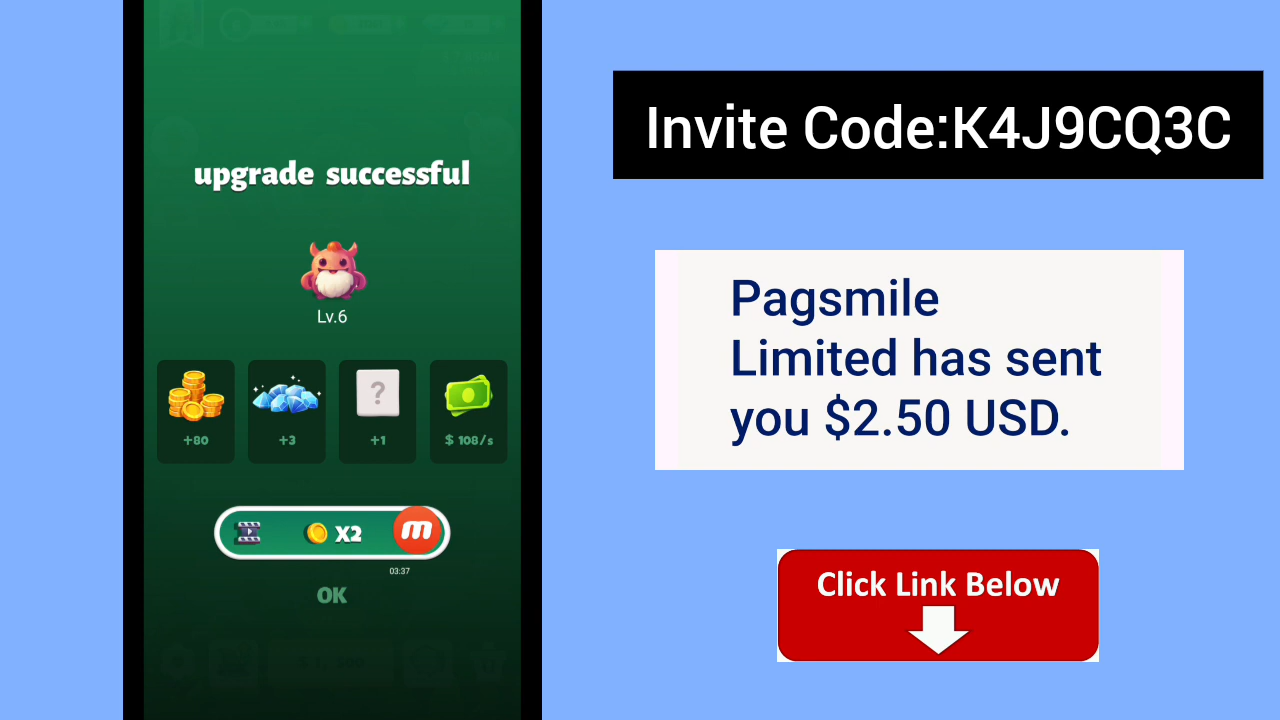 upgrade successful
Lv.6
+80
+3
?
+1
$ 108/s
X2
m
03:37
OK
Invite Code:K4J9CQ3C
Pagsmile
Limited has sent
you $2.50 USD.
Click Link Below